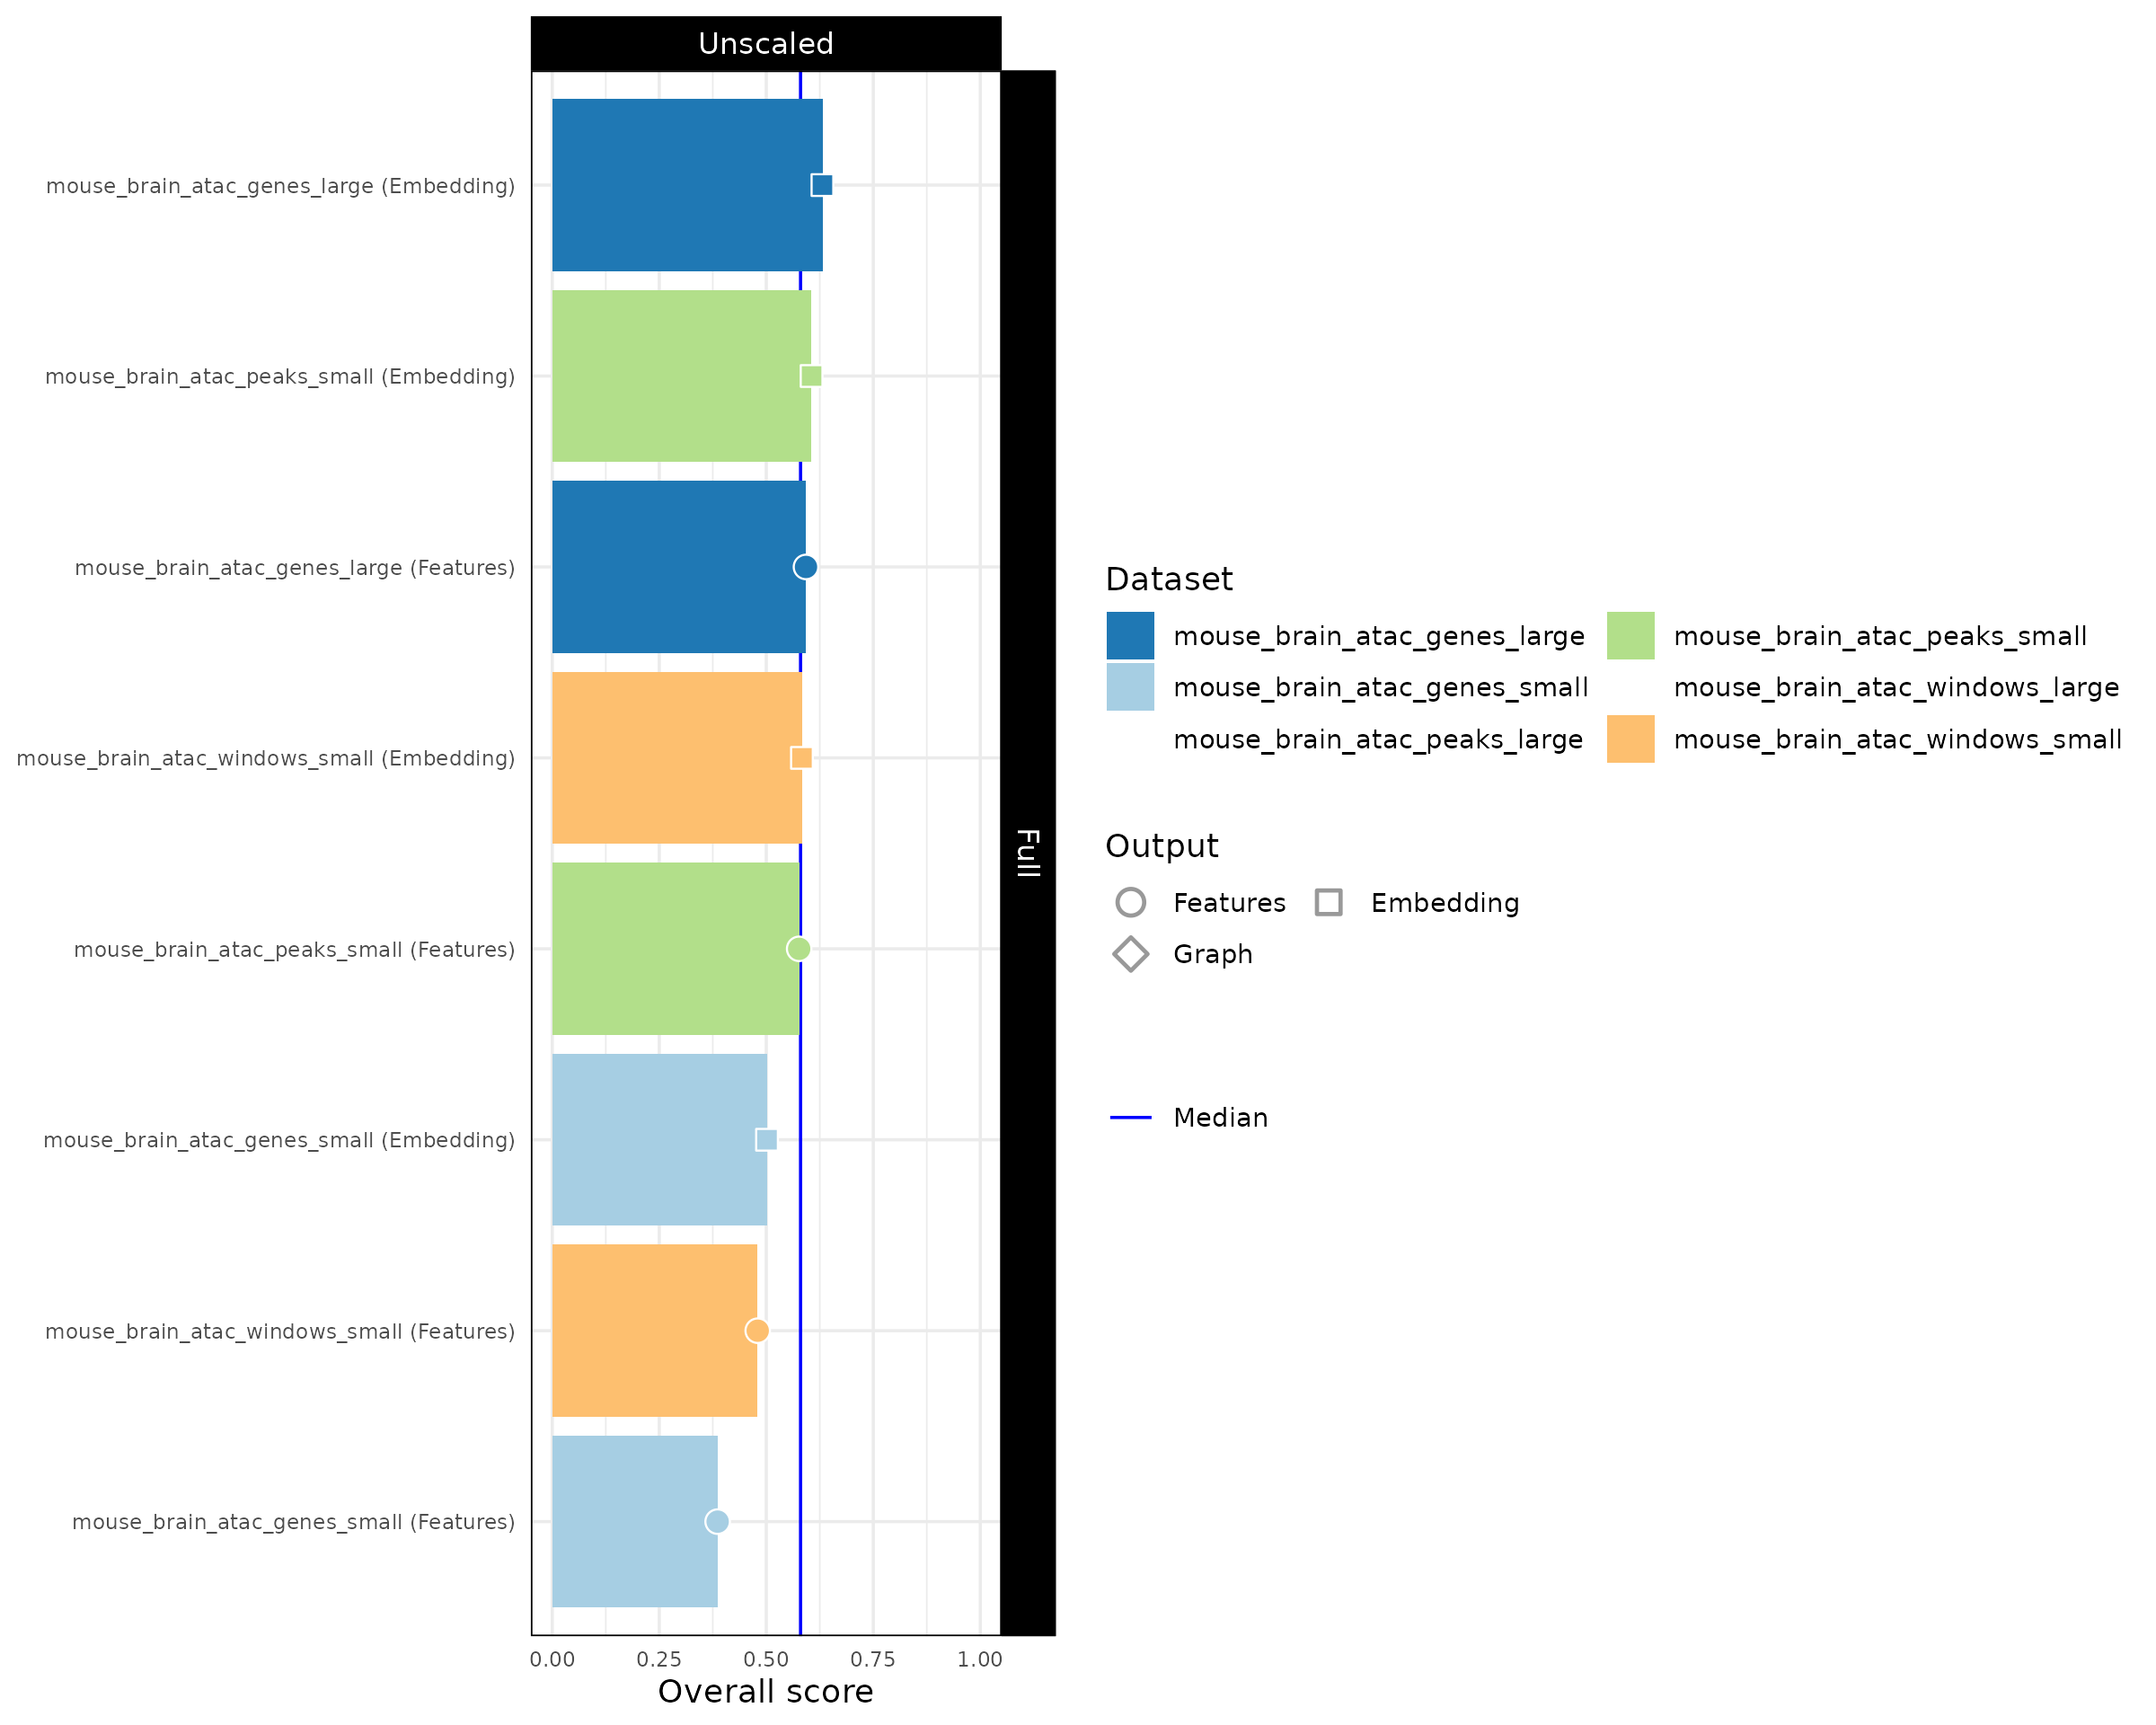 Unscaled
mouse_brain_atac_genes_large (Embedding)
mouse_brain_atac_peaks_small (Embedding)
mouse_brain_atac_genes_large (Features)
mouse_brain_atac_windows_small (Embedding)
mouse_brain_atac_peaks_small (Features)
mouse_brain_atac_genes_small (Embedding)
mouse_brain_atac_windows_small (Features)
mouse_brain_atac_genes_small (Features)
0.00 0.25 0.50 0.75 1.00
Overall score
Full
Dataset
mouse_brain_atac_genes_large mouse_brain_atac_peaks_small
mouse_brain_atac_genes_small mouse_brain_atac_windows_large
mouse_brain_atac_peaks_large mouse_brain_atac_windows_small
Output
Features Embedding
Graph
Median